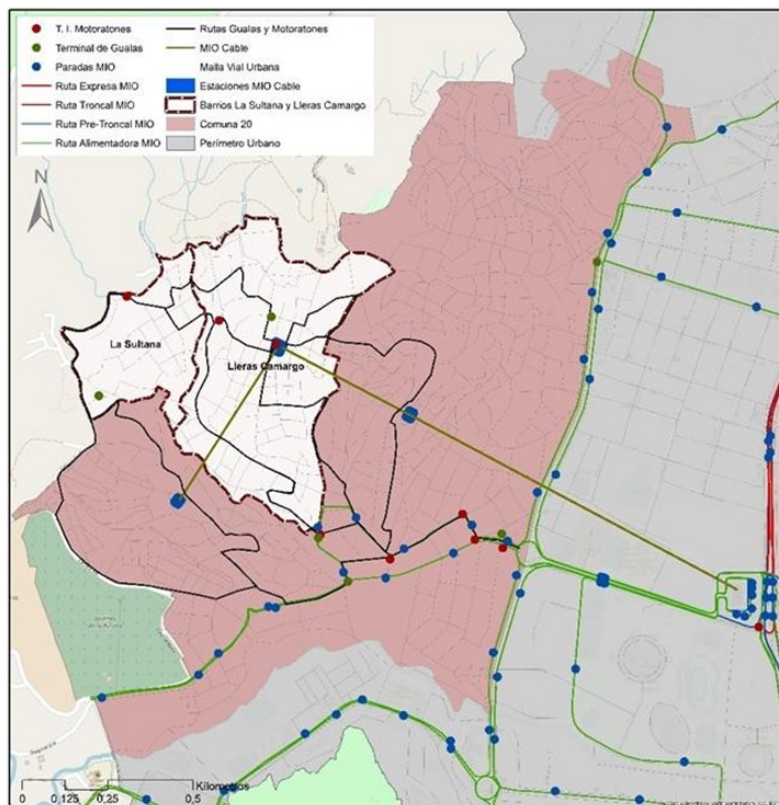 T. I. Motoratones
Terminal de Gualas
Paradas MIO
Ruta Expresa MIO
Ruta Troncal MIO
Ruta Pre-Troncal MIO
Ruta Alimentadora MIO
Rutas Gualas y Motoratones
MIO Cable
Malla Vial Urbana
Estaciones MIO Cable
Barrios La Sultana y Lleras Camargo
Comuna 20
Perímetro Urbano
N
La Sultana
Lleras Camargo
Kilometros
0 0,125 0,25 0,5